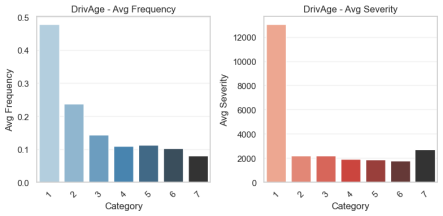 DrivAge - Avg Frequency
0.5
0.4
0.3
0.2
0.1
0.0
Avg Frequency
1 2 3 4 5 6 7
Category
DrivAge - Avg Severity
12000
10000
8000
6000
4000
2000
0
Avg Severity
1 2 3 4 5 6 7
Category